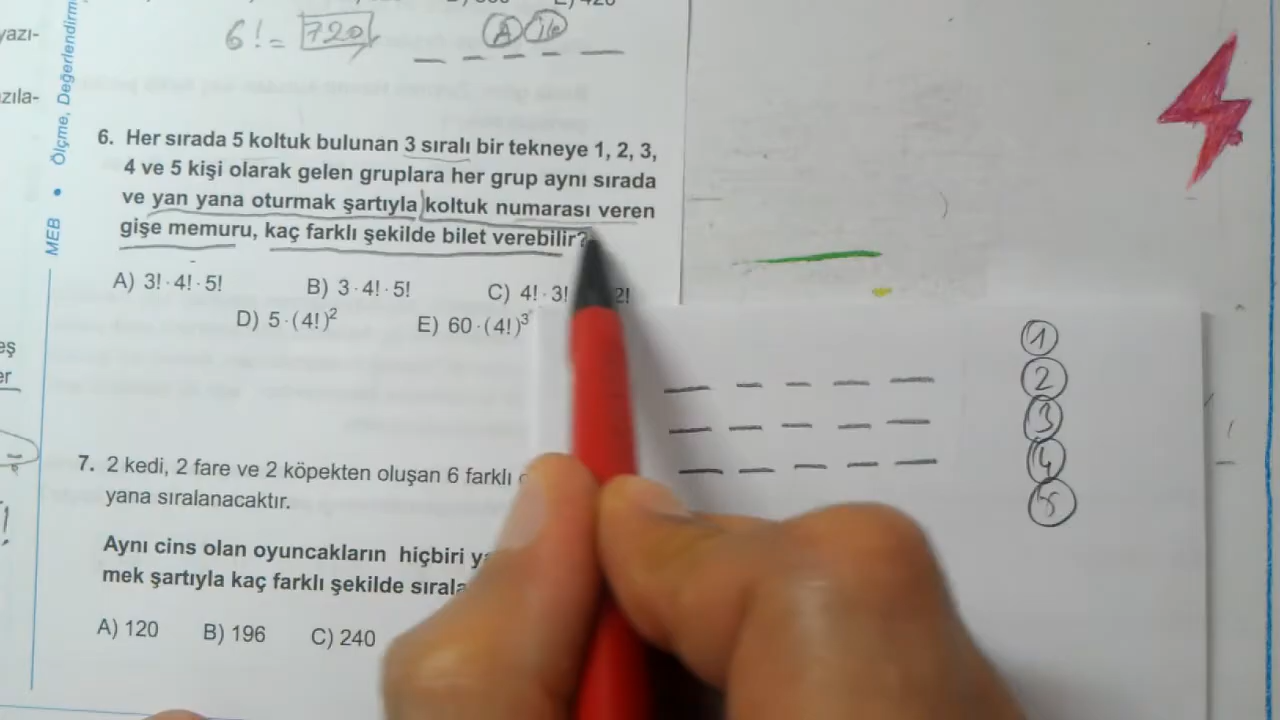 yazı-
zıla-
Ölçme, Değerlendirm
MEB
eş
er
6! = 720
A İle
6. Her sırada 5 koltuk bulunan 3 sıralı bir tekneye 1, 2, 3,
4 ve 5 kişi olarak gelen gruplara her grup aynı sırada
ve yan yana oturmak şartıyla koltuk numarası veren
gişe memuru, kaç farklı şekilde bilet verebilir?
A) 3! · 4! · 5! B) 3 · 4! · 5! C) 4! · 3! 2!
D) 5 · (4!)² E) 60 · (4!)³
7. 2 kedi, 2 fare ve 2 köpekten oluşan 6 farklı
yana sıralanacaktır.
Aynı cins olan oyuncakların hiçbiri
mek şartıyla kaç farklı şekilde sırala
A) 120 B) 196 C) 240
1
2
3
4
5